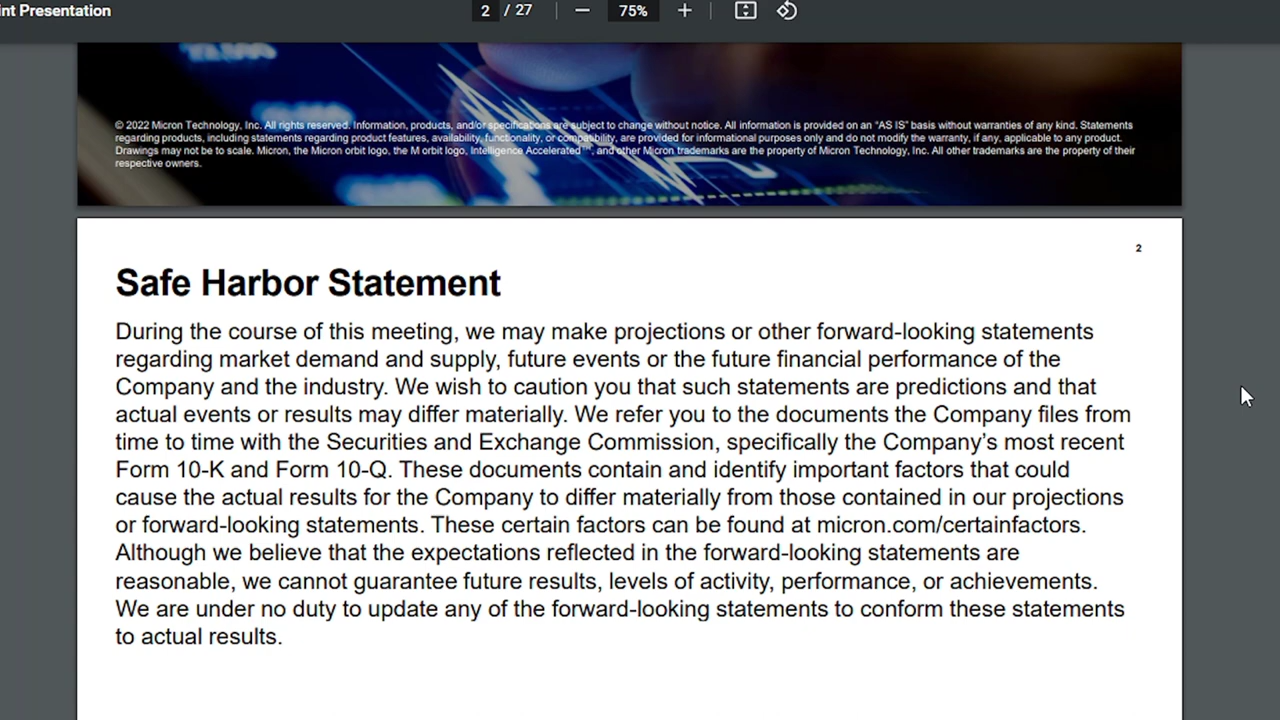 nt Presentation
2 / 27
75%
© 2022 Micron Technology, Inc. All rights reserved. Information, products, and/or specifications are subject to change without notice. All information is provided on an “AS IS” basis without warranties of any kind. Statements
regarding products, including statements regarding product features, availability, functionality, or compatibility, are provided for informational purposes only and do not modify the warranty, if any, applicable to any product.
Drawings may not be to scale. Micron, the Micron orbit logo, the M orbit logo, Intelligence Accelerated™, and other Micron trademarks are the property of Micron Technology, Inc. All other trademarks are the property of their
respective owners.
2
Safe Harbor Statement
During the course of this meeting, we may make projections or other forward-looking statements
regarding market demand and supply, future events or the future financial performance of the
Company and the industry. We wish to caution you that such statements are predictions and that
actual events or results may differ materially. We refer you to the documents the Company files from
time to time with the Securities and Exchange Commission, specifically the Company’s most recent
Form 10-K and Form 10-Q. These documents contain and identify important factors that could
cause the actual results for the Company to differ materially from those contained in our projections
or forward-looking statements. These certain factors can be found at micron.com/certainfactors.
Although we believe that the expectations reflected in the forward-looking statements are
reasonable, we cannot guarantee future results, levels of activity, performance, or achievements.
We are under no duty to update any of the forward-looking statements to conform these statements
to actual results.